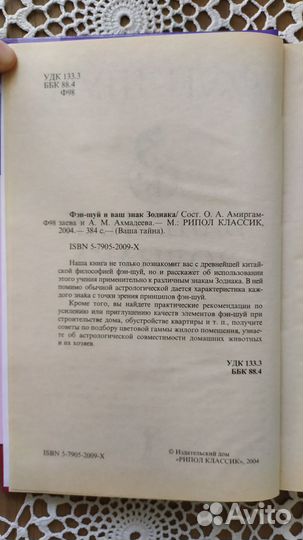 УДК 133.3
ББК 88.4
Ф98
Фэн-шуй и ваш знак Зодиака/ Сост. О. А. Амиргам-
Ф98 заева и А. М. Ахмадеева.— М.: РИПОЛ КЛАССИК,
2004.— 384 с.— (Ваша тайна).
ISBN 5-7905-2009-X
Наша книга не только познакомит вас с древнейшей китай-
ской философией фэн-шуй, но и расскажет об использовании
этого учения применительно к различным знакам Зодиака. В ней
помимо обычной астрологической дается характеристика каж-
дого знака с точки зрения принципов фэн-шуй.
Кроме того, вы найдете практические рекомендации по
усилению или приглушению качеств элементов фэн-шуй при
строительстве дома, обустройстве квартиры и т. п., получите
советы по подбору цветовой гаммы жилого помещения, узнае-
те об астрологической совместимости домашних животных
и их хозяев.
УДК 133.3
ББК 88.4
ISBN 5-7905-2009-X
© Издательский дом
«РИПОЛ КЛАССИК», 2004
Avito